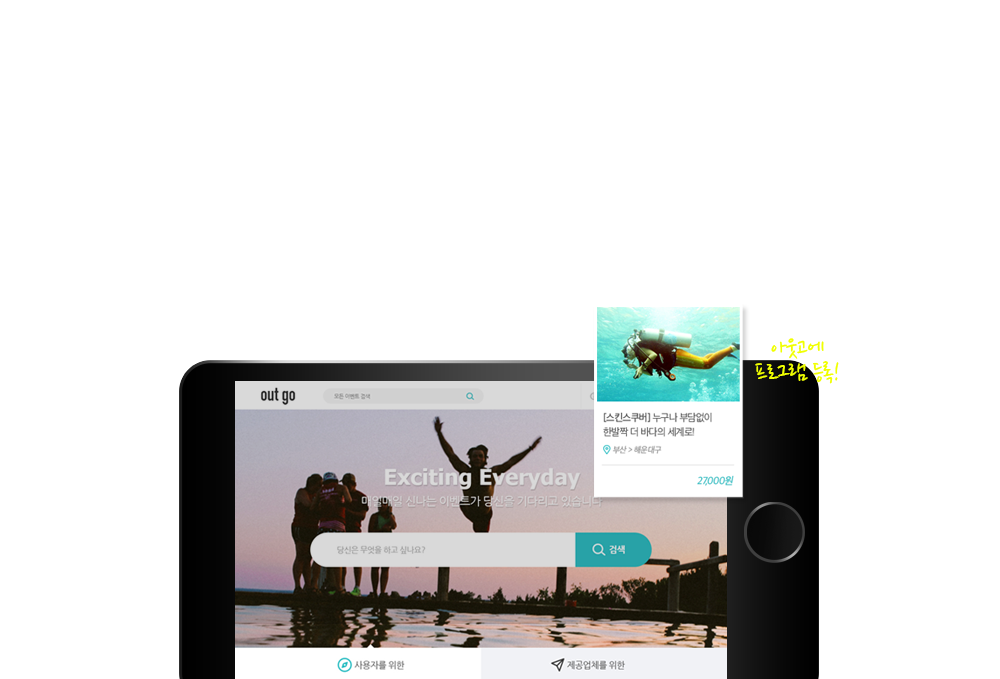 아웃고에
프로그램 등록!
out go
모든 이벤트 검색
[스킨스쿠버] 누구나 부담없이
한발짝 더 바다의 세계로!
부산 > 해운대구
27,000원
Exciting Everyday
매일매일 신나는 이벤트가 당신을 기다리고 있습니다
당신은 무엇을 하고 싶나요?
검색
사용자를 위한
제공업체를 위한